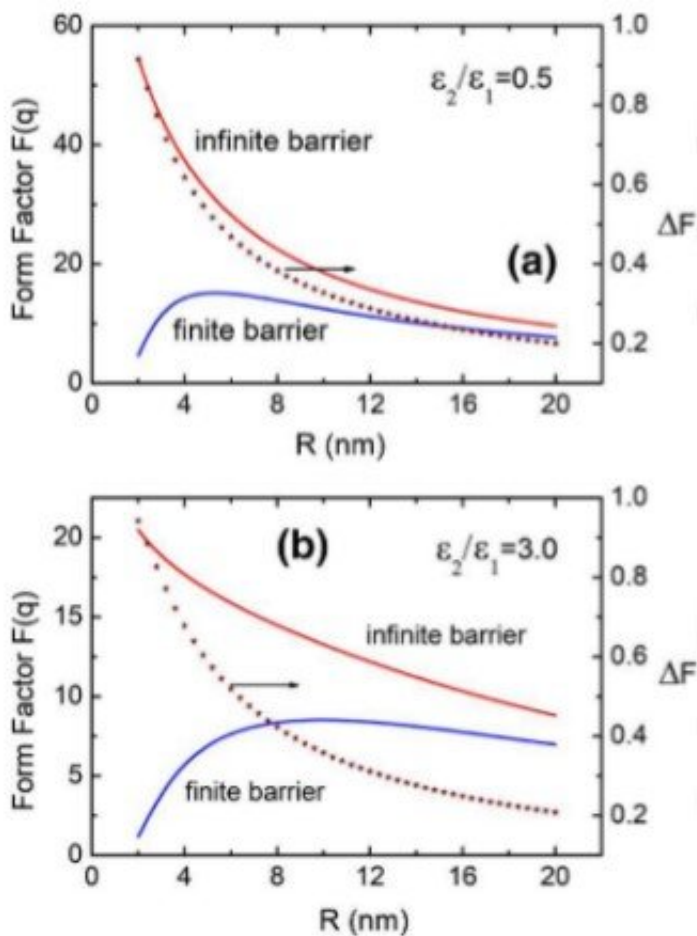 60
1.0
ε₂/ε₁=0.5
0.8
40
infinite barrier
0.6
Form Factor F(q)
ΔF
(a)
20
0.4
finite barrier
0.2
0
0 4 8 12 16 20
R (nm)
1.0
20
(b)
ε₂/ε₁=3.0
0.8
15
infinite barrier
0.6
Form Factor F(q)
ΔF
10
0.4
5
finite barrier
0.2
0
0 4 8 12 16 20
R (nm)